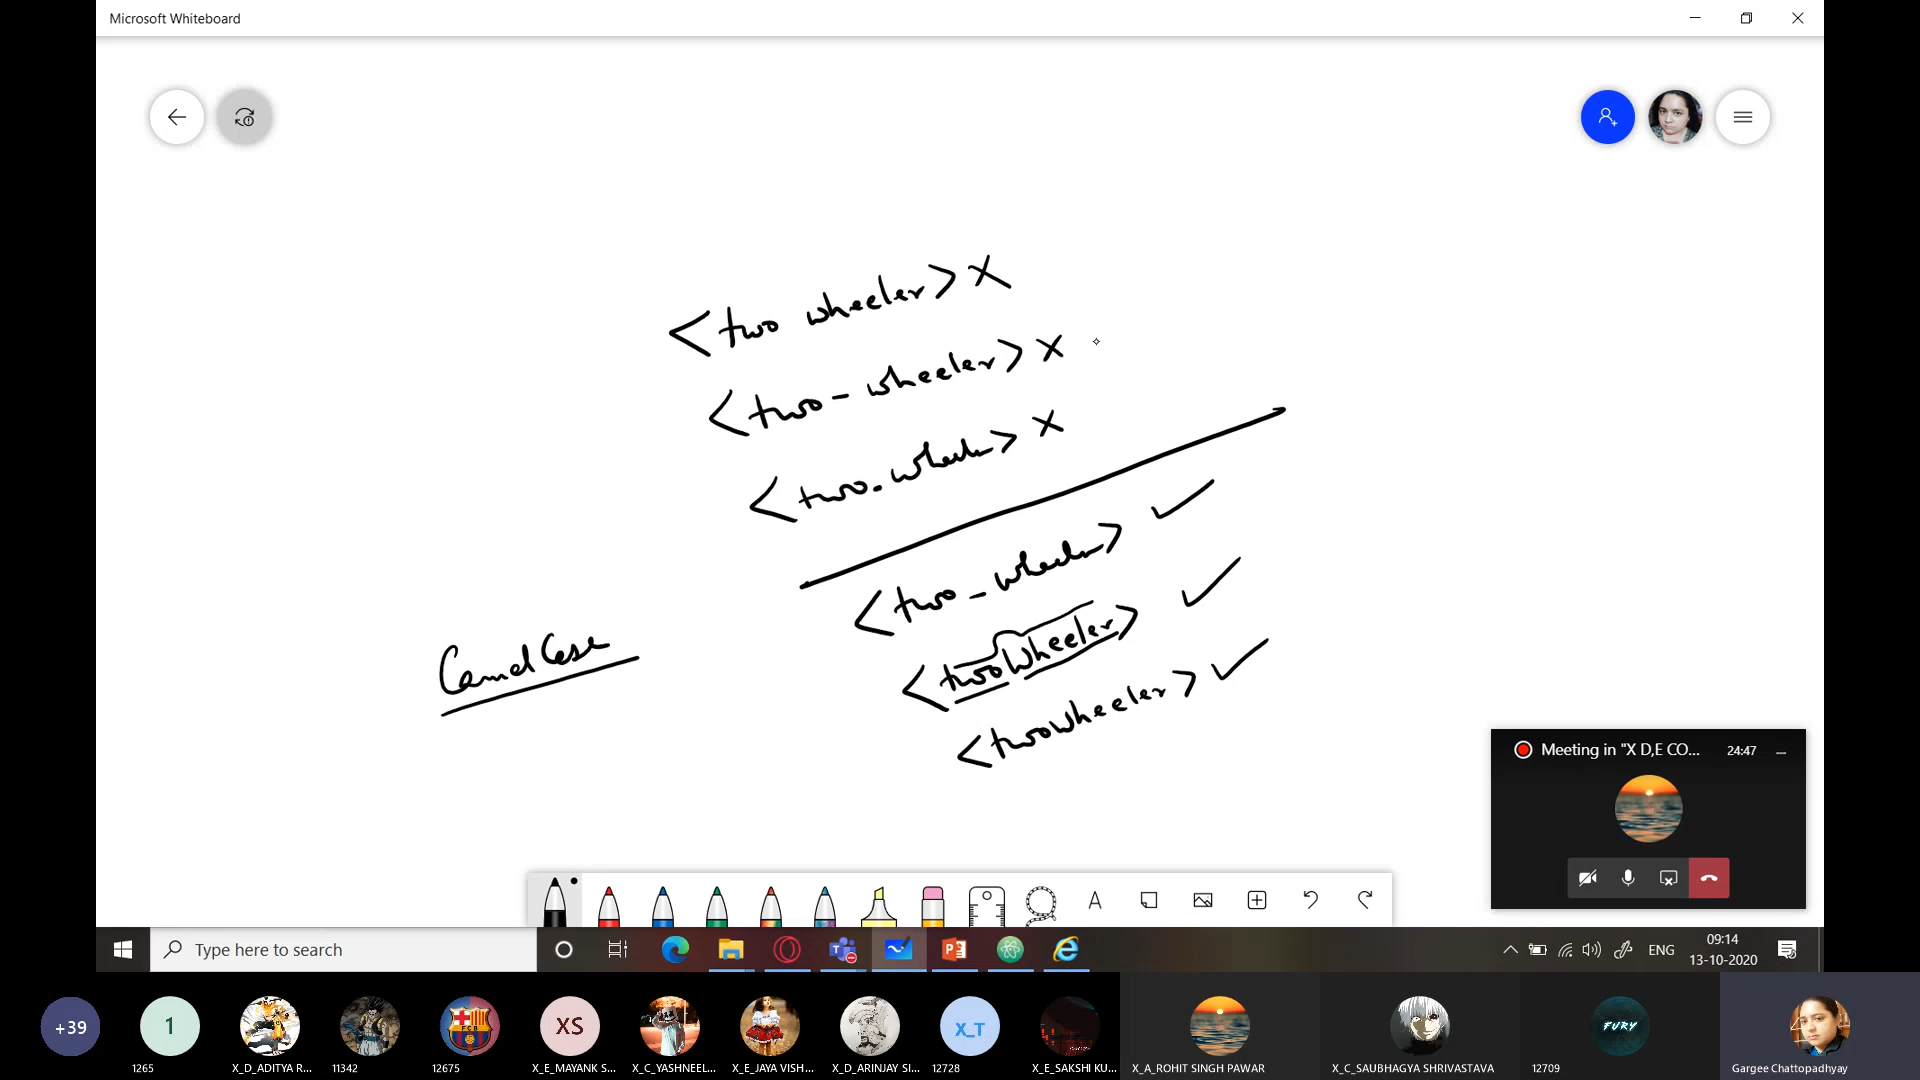 Microsoft Whiteboard
<two wheeler> X
<two-wheeler> X
<two.wheeler> X
<two_wheeler> ✓
<twoWheeler> ✓
<twowheeler> ✓
CamelCase
Meeting in "X D,E CO... 24:47
Type here to search
ENG
09:14
13-10-2020
+39
1
XS
X_T
FCB
FURY
1265
X_D_ADITYA R...
11342
12675
X_E_MAYANK S...
X_C_YASHNEEL...
X_E_JAYA VISH...
X_D_ARINJAY SI...
12728
X_E_SAKSHI KU...
X_A_ROHIT SINGH PAWAR
X_C_SAUBHAGYA SHRIVASTAVA
12709
Gargee Chattopadhyay